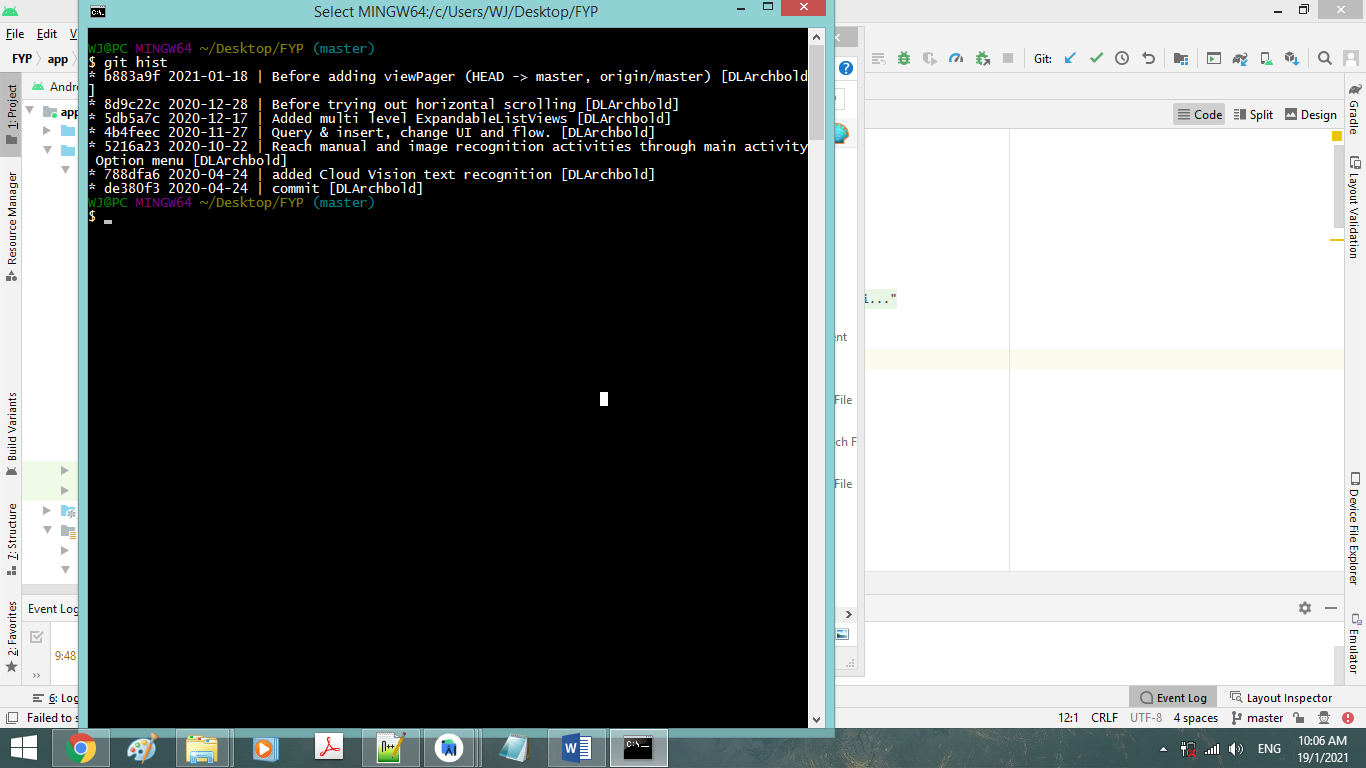 Select MINGW64:/c/Users/WJ/Desktop/FYP
WJ@PC MINGW64 ~/Desktop/FYP (master)
$ git hist
* b883a9f 2021-01-18 | Before adding viewPager (HEAD -> master, origin/master) [DLArchbold
]
* 8d9c22c 2020-12-28 | Before trying out horizontal scrolling [DLArchbold]
* 5db5a7c 2020-12-17 | Added multi level ExpandableListViews [DLArchbold]
* 4b4feec 2020-11-27 | Query & insert, change UI and flow. [DLArchbold]
* 5216a23 2020-10-22 | Reach manual and image recognition activities through main activity
Option menu [DLArchbold]
* 788dfa6 2020-04-24 | added Cloud Vision text recognition [DLArchbold]
* de380f3 2020-04-24 | commit [DLArchbold]
WJ@PC MINGW64 ~/Desktop/FYP (master)
$
File Edit V
FYP app
Andro
app
1: Project
Resource Manager
Build Variants
7: Structure
2: Favorites
Git:
Code Split Design
i..."
ent
File
ch F
File
Gradle
Layout Validation
Device File Explorer
Emulator
Event Log
9:48
6: Log
Event Log Layout Inspector
Failed to s
12:1 CRLF UTF-8 4 spaces master
ENG
10:06 AM
19/1/2021